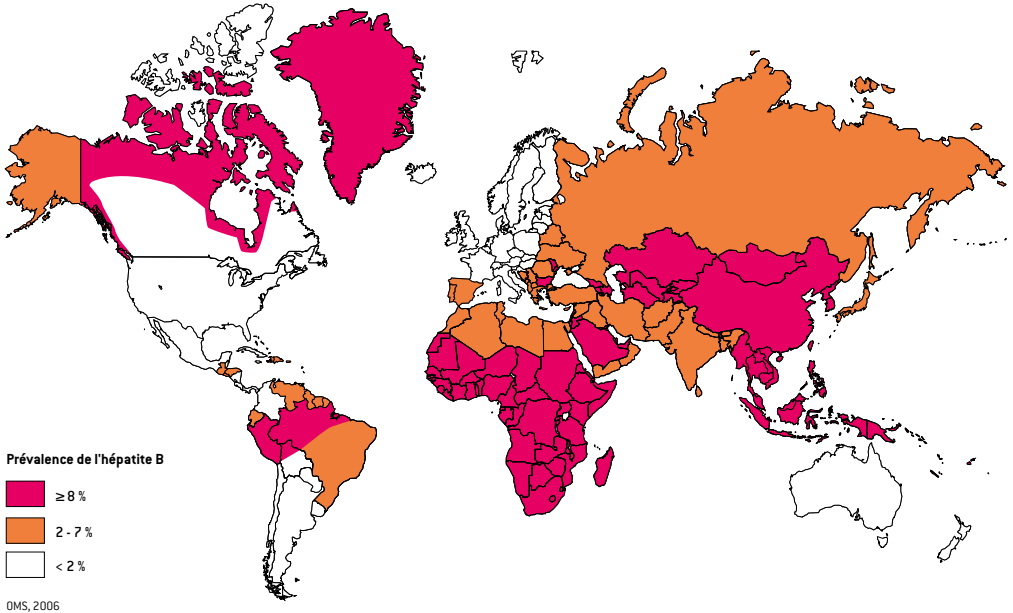 Prévalence de l'hépatite B
≥ 8 %
2 - 7 %
< 2 %
OMS, 2006